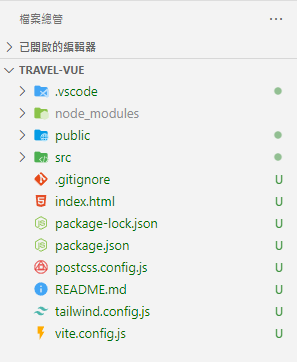 檔案總管
已開啟的編輯器
TRAVEL-VUE
.vscode
node_modules
public
src
.gitignore U
index.html U
package-lock.json U
package.json U
postcss.config.js U
README.md U
tailwind.config.js U
vite.config.js U